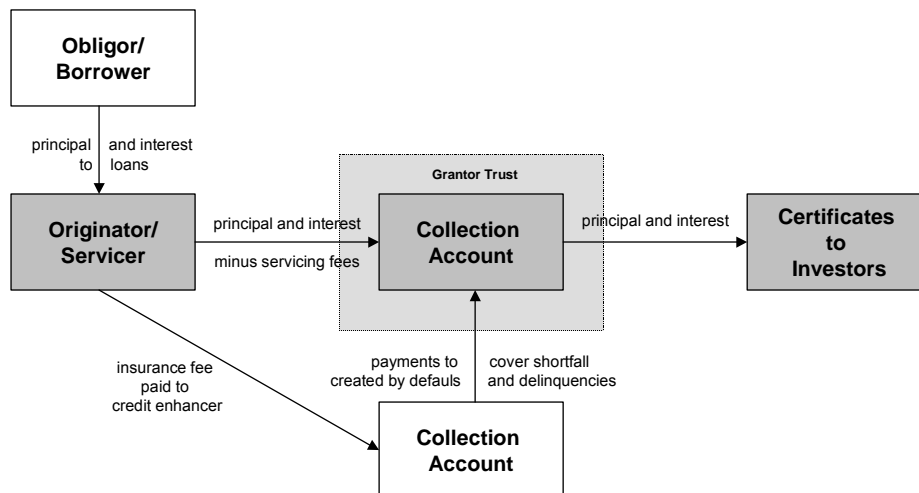 Obligor/
Borrower
principal and interest
to loans
Grantor Trust
Originator/
Servicer
principal and interest
minus servicing fees
Collection
Account
principal and interest
Certificates
to
Investors
insurance fee
paid to
credit enhancer
payments to cover shortfall
created by defauls and delinquencies
Collection
Account